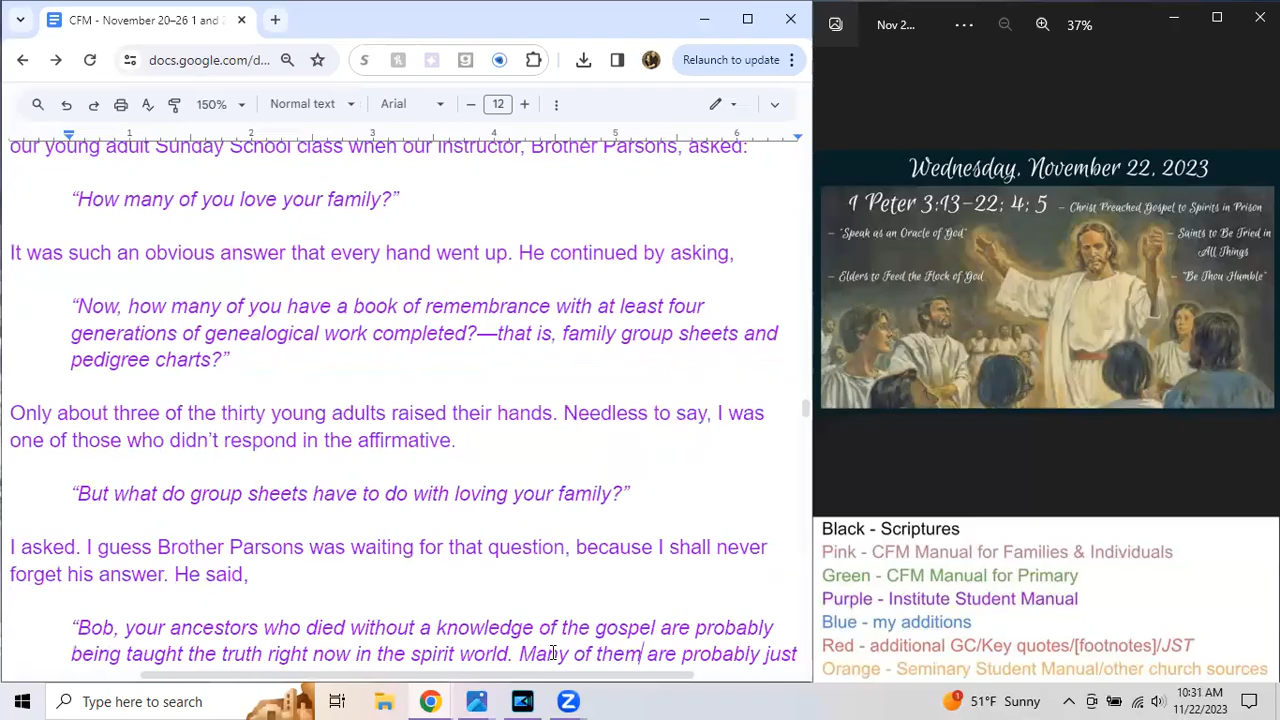 CFM - November 20–26 1 and
docs.google.com/d...
Relaunch to update
150%
Normal text
Arial
12
1
2
3
4
5
6
our young adult Sunday School class when our instructor, Brother Parsons, asked:
“How many of you love your family?”
It was such an obvious answer that every hand went up. He continued by asking,
“Now, how many of you have a book of remembrance with at least four
generations of genealogical work completed?—that is, family group sheets and
pedigree charts?”
Only about three of the thirty young adults raised their hands. Needless to say, I was
one of those who didn’t respond in the affirmative.
“But what do group sheets have to do with loving your family?”
I asked. I guess Brother Parsons was waiting for that question, because I shall never
forget his answer. He said,
“Bob, your ancestors who died without a knowledge of the gospel are probably
being taught the truth right now in the spirit world. Many of them are probably just
Nov 2...
37%
Wednesday, November 22, 2023
1 Peter 3:13–22; 4; 5
– Christ Preached Gospel to Spirits in Prison
– "Speak as an Oracle of God"
– Saints to Be Tried in
All Things
– Elders to Feed the Flock of God
– "Be Thou Humble"
Black - Scriptures
Pink - CFM Manual for Families & Individuals
Green - CFM Manual for Primary
Purple - Institute Student Manual
Blue - my additions
Red - additional GC/Key quotes/[footnotes]/JST
Orange - Seminary Student Manual/other church sources
Type here to search
1
51°F Sunny
10:31 AM
11/22/2023